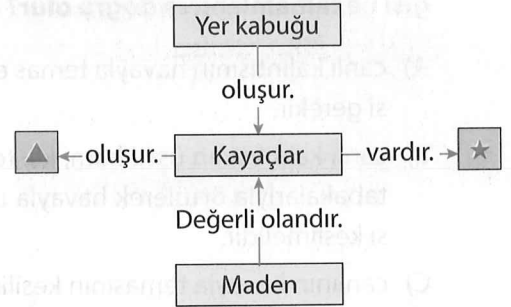 Yer kabuğu
oluşur.
oluşur. Kayaçlar vardır.
Değerli olandır.
Maden